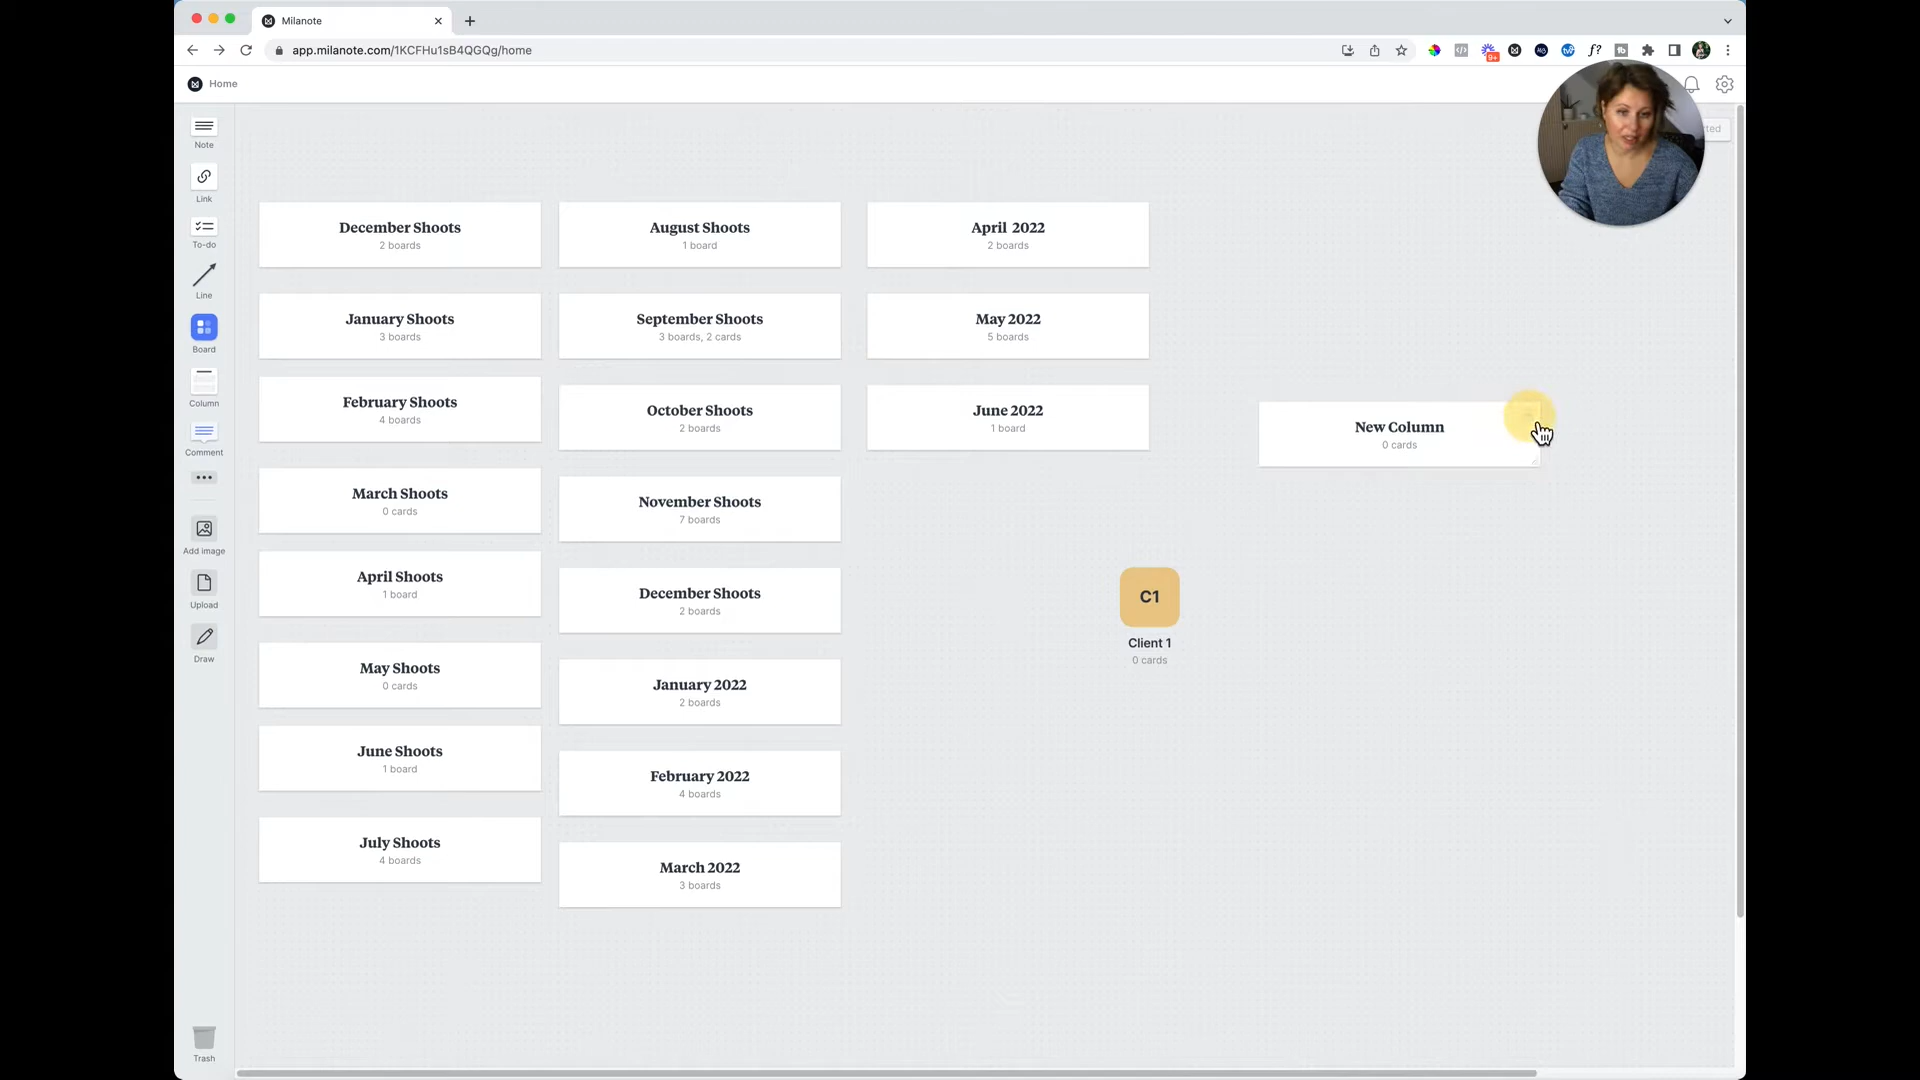 Milanote
app.milanote.com/1KCFHu1sB4QGQg/home
9+
f?
Home
Note
Link
To-do
Line
Board
Column
Comment
Add image
Upload
Draw
Trash
December Shoots
2 boards
January Shoots
3 boards
February Shoots
4 boards
March Shoots
0 cards
April Shoots
1 board
May Shoots
0 cards
June Shoots
1 board
July Shoots
4 boards
August Shoots
1 board
September Shoots
3 boards, 2 cards
October Shoots
2 boards
November Shoots
7 boards
December Shoots
2 boards
January 2022
2 boards
February 2022
4 boards
March 2022
3 boards
April 2022
2 boards
May 2022
5 boards
June 2022
1 board
C1
Client 1
0 cards
New Column
0 cards